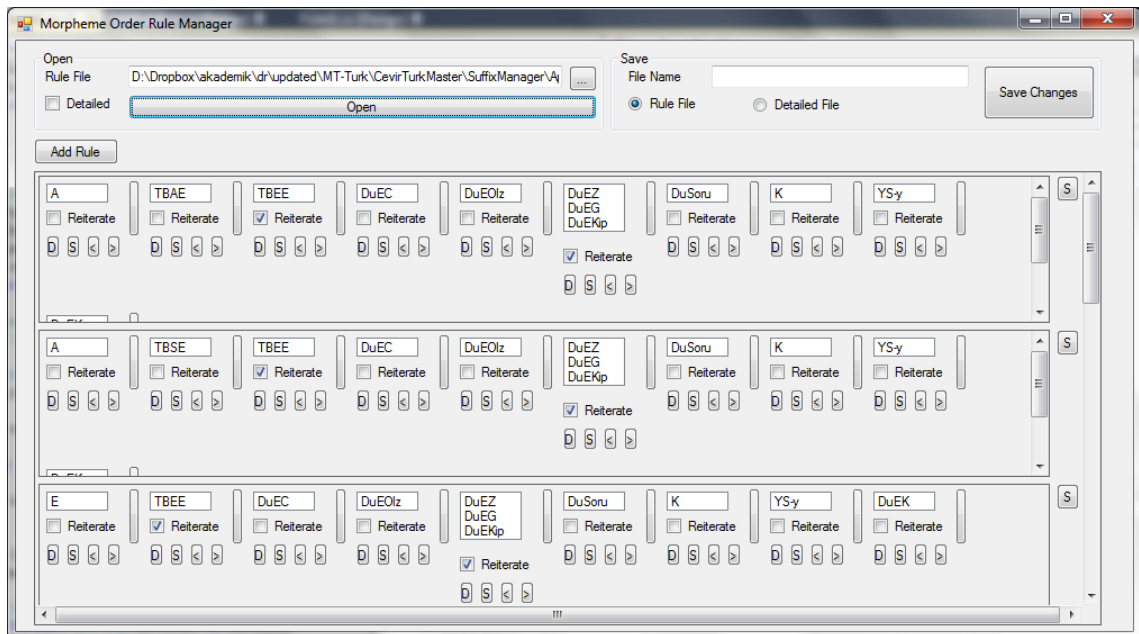 Morpheme Order Rule Manager
Open
Rule File D:\Dropbox\akademik\dr\updated\MT-Turk\CevirTurkMaster\SuffixManager\A ...
Detailed Open
Save
File Name
Rule File Detailed File
Save Changes
Add Rule
A TBAE TBEE DuEC DuEOlz DuEZ DuSoru K YS-y S
DuEG
DuEKip
Reiterate Reiterate Reiterate Reiterate Reiterate Reiterate Reiterate Reiterate
D S < > D S < > D S < > D S < > D S < > D S < > D S < > D S < >
Reiterate
D S < >
A TBSE TBEE DuEC DuEOlz DuEZ DuSoru K YS-y S
DuEG
DuEKip
Reiterate Reiterate Reiterate Reiterate Reiterate Reiterate Reiterate Reiterate
D S < > D S < > D S < > D S < > D S < > D S < > D S < > D S < >
Reiterate
D S < >
E TBEE DuEC DuEOlz DuEZ DuSoru K YS-y DuEK S
DuEG
DuEKip
Reiterate Reiterate Reiterate Reiterate Reiterate Reiterate Reiterate Reiterate
D S < > D S < > D S < > D S < > D S < > D S < > D S < > D S < >
Reiterate
D S < >